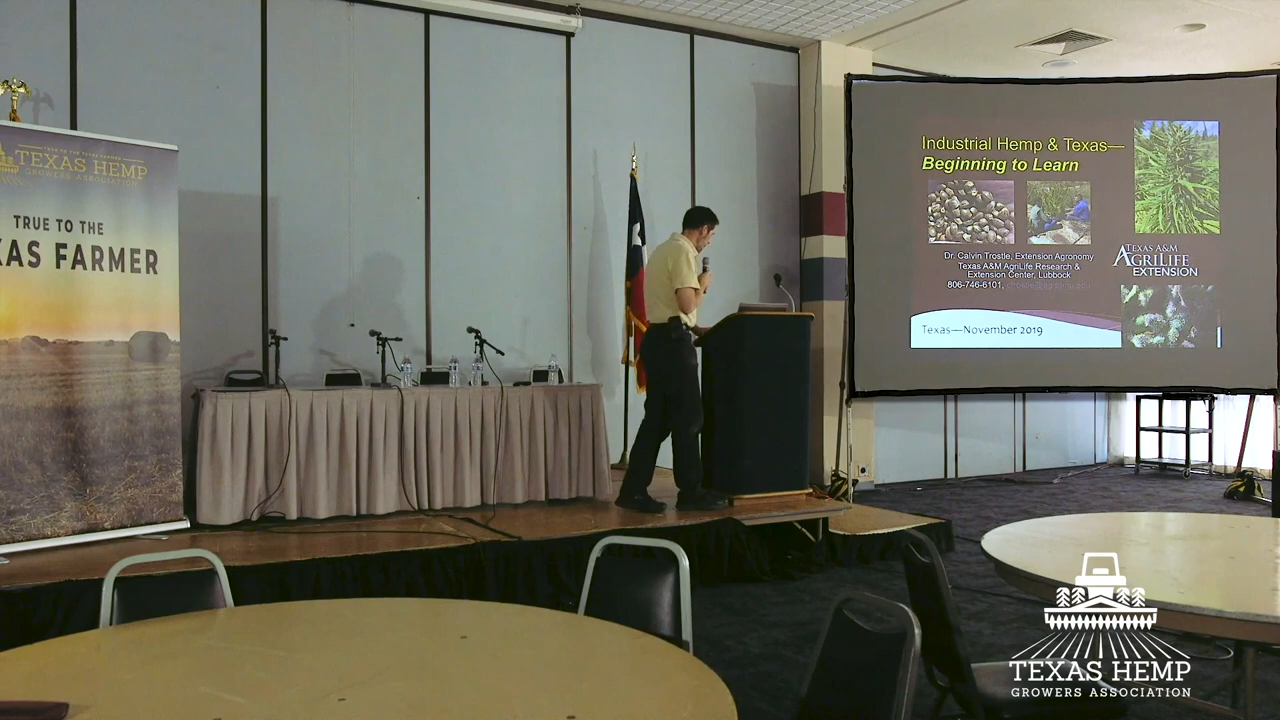 TEXAS HEMP
GROWERS ASSOCIATION
TRUE TO THE
XAS FARMER
Industrial Hemp & Texas—
Beginning to Learn
Dr. Calvin Trostle, Extension Agronomy
Texas A&M AgriLife Research &
Extension Center, Lubbock
806-746-6101,
TEXAS A&M
AGRILIFE
EXTENSION
Texas—November 2019
TEXAS HEMP
GROWERS ASSOCIATION